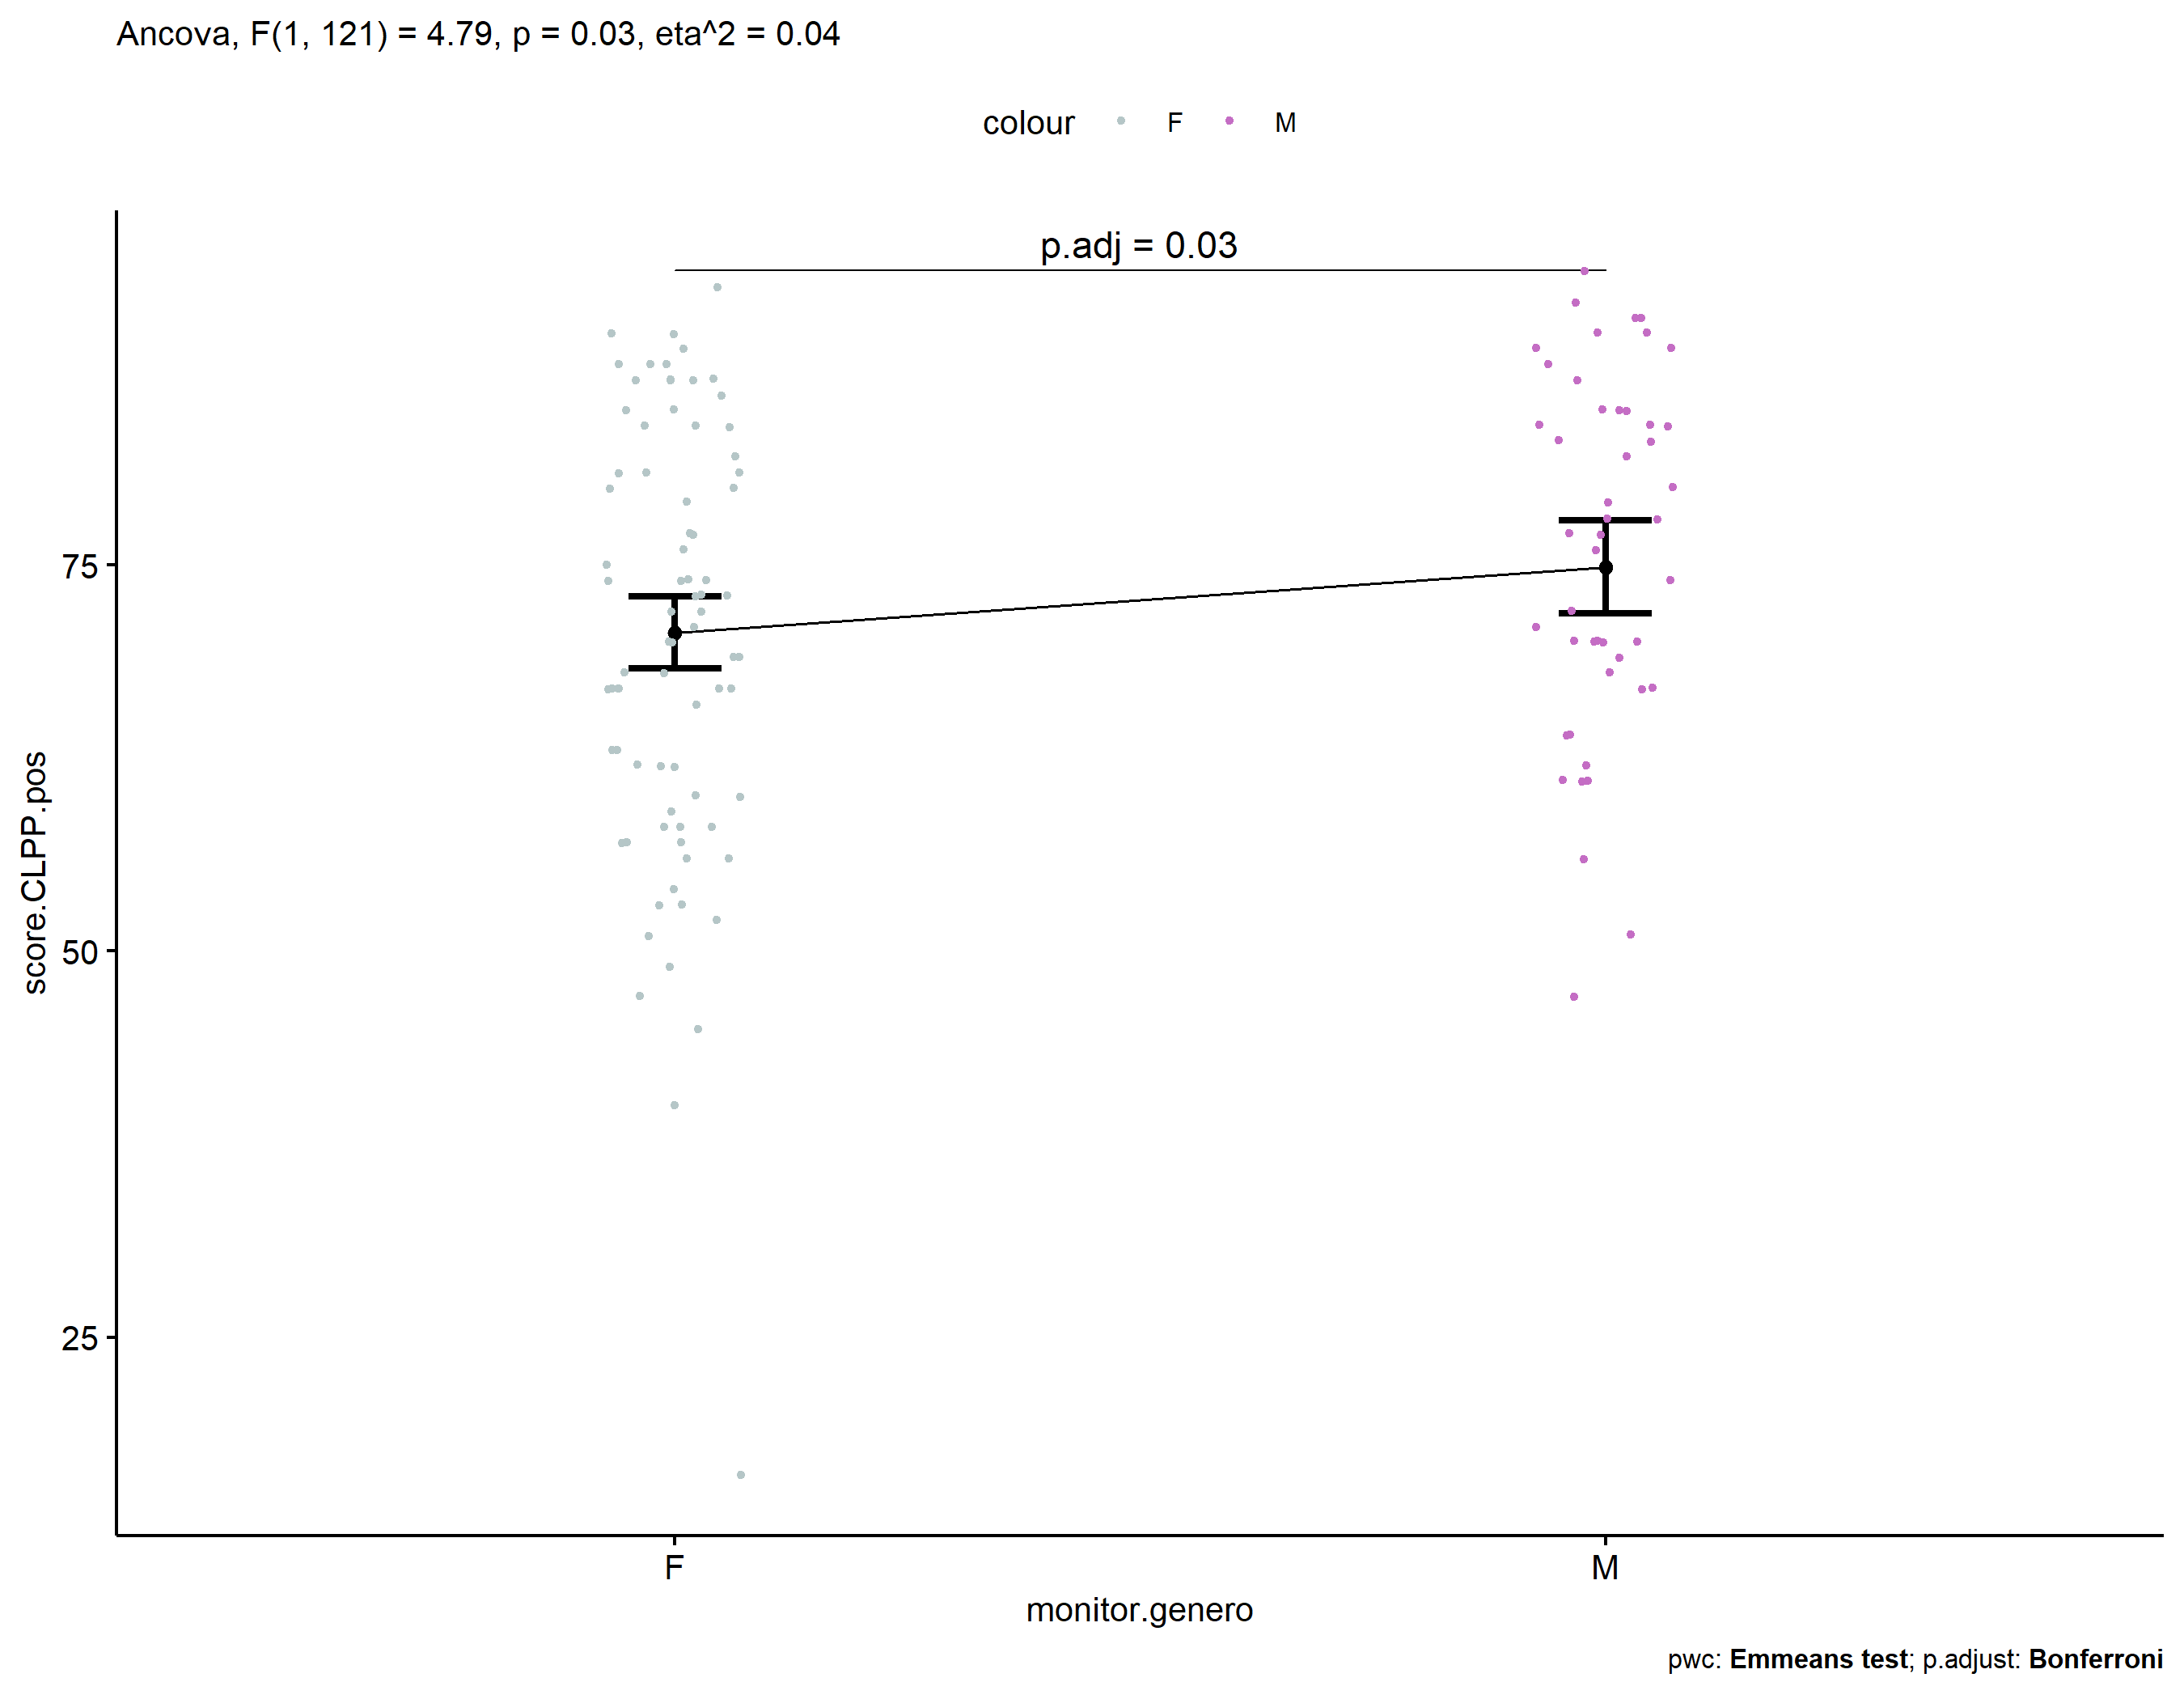 Ancova, F(1, 121) = 4.79, p = 0.03, eta^2 = 0.04
colour F M
p.adj = 0.03
75
50
25
score.CLPP.pos
F M
monitor.genero
pwc: Emmeans test; p.adjust: Bonferroni